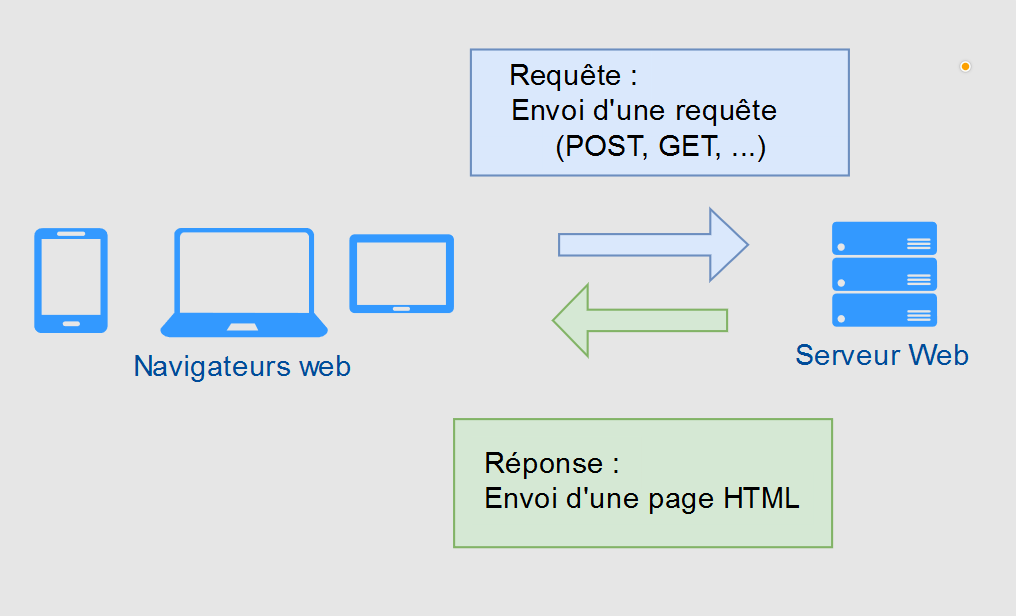 Requête :
Envoi d'une requête
(POST, GET, ...)
Navigateurs web
Serveur Web
Réponse :
Envoi d'une page HTML